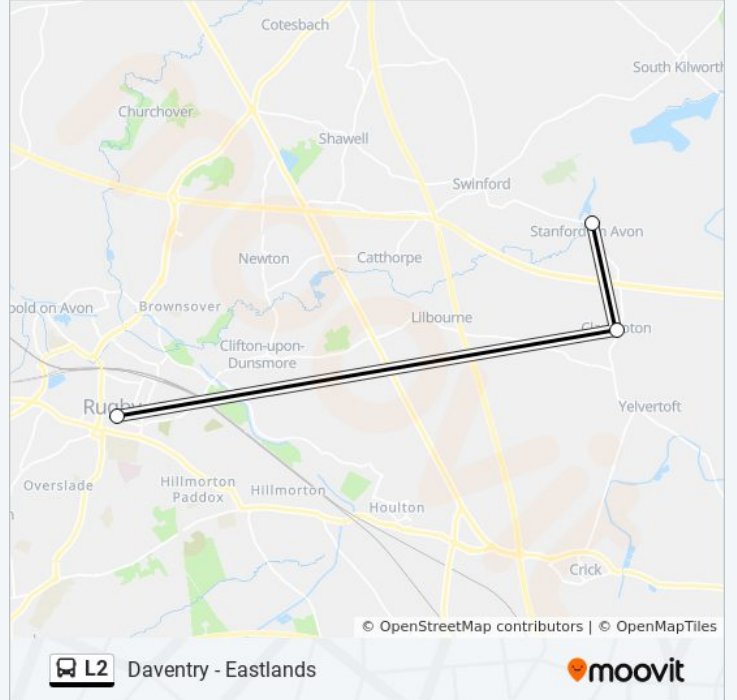 Cotesbach
South Kilworth
Churchover
Shawell
Swinford
Stanford on Avon
Newton
Catthorpe
Brownsover
bold on Avon
Lilbourne
Clifton-upon-
Dunsmore
Rugby
Yelvertoft
Overslade
Hillmorton
Paddox
Hillmorton
Houlton
Crick
© OpenStreetMap contributors | © OpenMapTiles
L2 Daventry - Eastlands
moovit